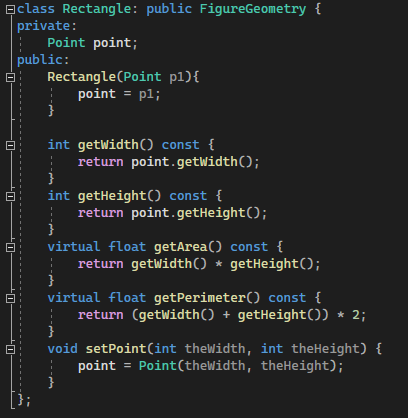 class Rectangle: public FigureGeometry {
private:
    Point point;
public:
    Rectangle(Point p1){
        point = p1;
    }

    int getWidth() const {
        return point.getWidth();
    }
    int getHeight() const {
        return point.getHeight();
    }
    virtual float getArea() const {
        return getWidth() * getHeight();
    }
    virtual float getPerimeter() const {
        return (getWidth() + getHeight()) * 2;
    }
    void setPoint(int theWidth, int theHeight) {
        point = Point(theWidth, theHeight);
    }
};